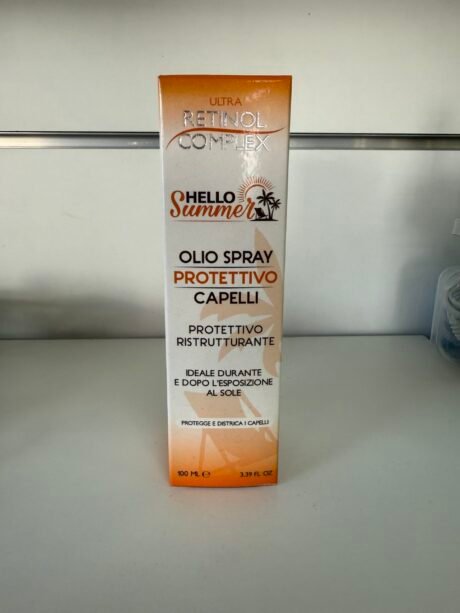 ULTRA
RETINOL
COMPLEX
HELLO
Summer
OLIO SPRAY
PROTETTIVO
CAPELLI
PROTETTIVO
RISTRUTTURANTE
IDEALE DURANTE
E DOPO L'ESPOSIZIONE
AL SOLE
PROTEGGE E DISTRICA I CAPELLI
100 ML ℮ 3.39 FL OZ